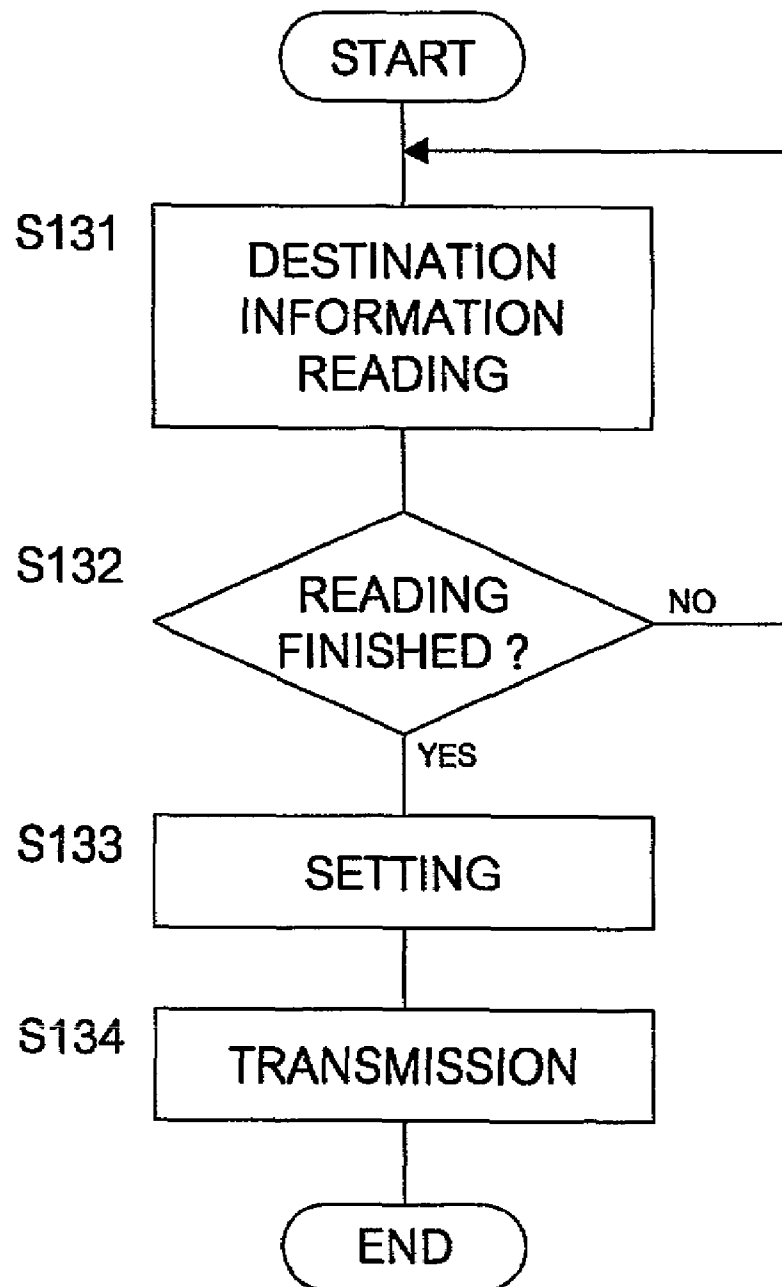 START
S131
DESTINATION
INFORMATION
READING
S132
READING
FINISHED ?
NO
YES
S133
SETTING
S134
TRANSMISSION
END